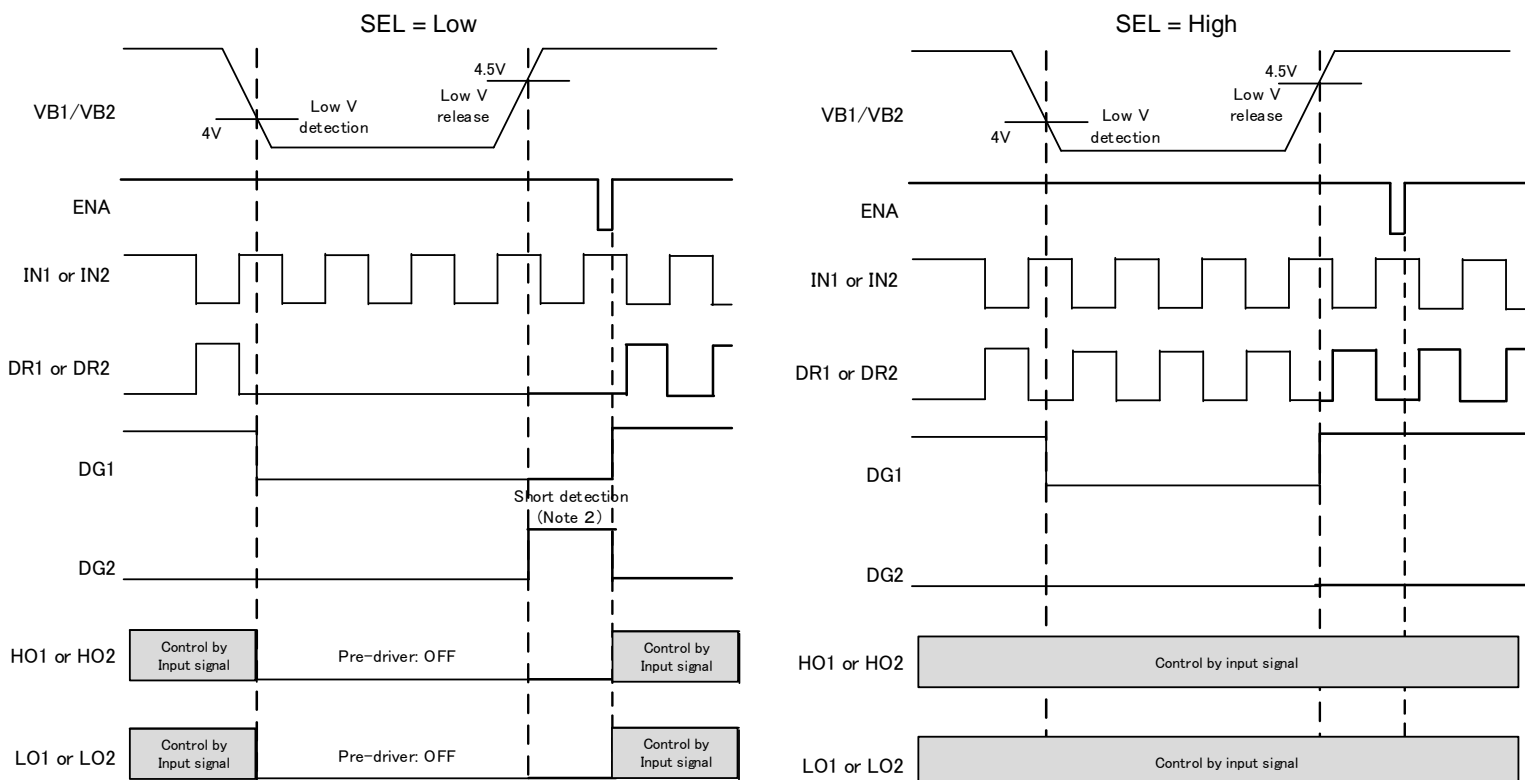 SEL = Low
VB1/VB2
4V
Low V
detection
4.5V
Low V
release
ENA
IN1 or IN2
DR1 or DR2
DG1
Short detection
(Note 2)
DG2
HO1 or HO2
Control by
Input signal
Pre-driver: OFF
Control by
Input signal
LO1 or LO2
Control by
Input signal
Pre-driver: OFF
Control by
Input signal
SEL = High
VB1/VB2
4V
Low V
detection
4.5V
Low V
release
ENA
IN1 or IN2
DR1 or DR2
DG1
DG2
HO1 or HO2
Control by input signal
LO1 or LO2
Control by input signal